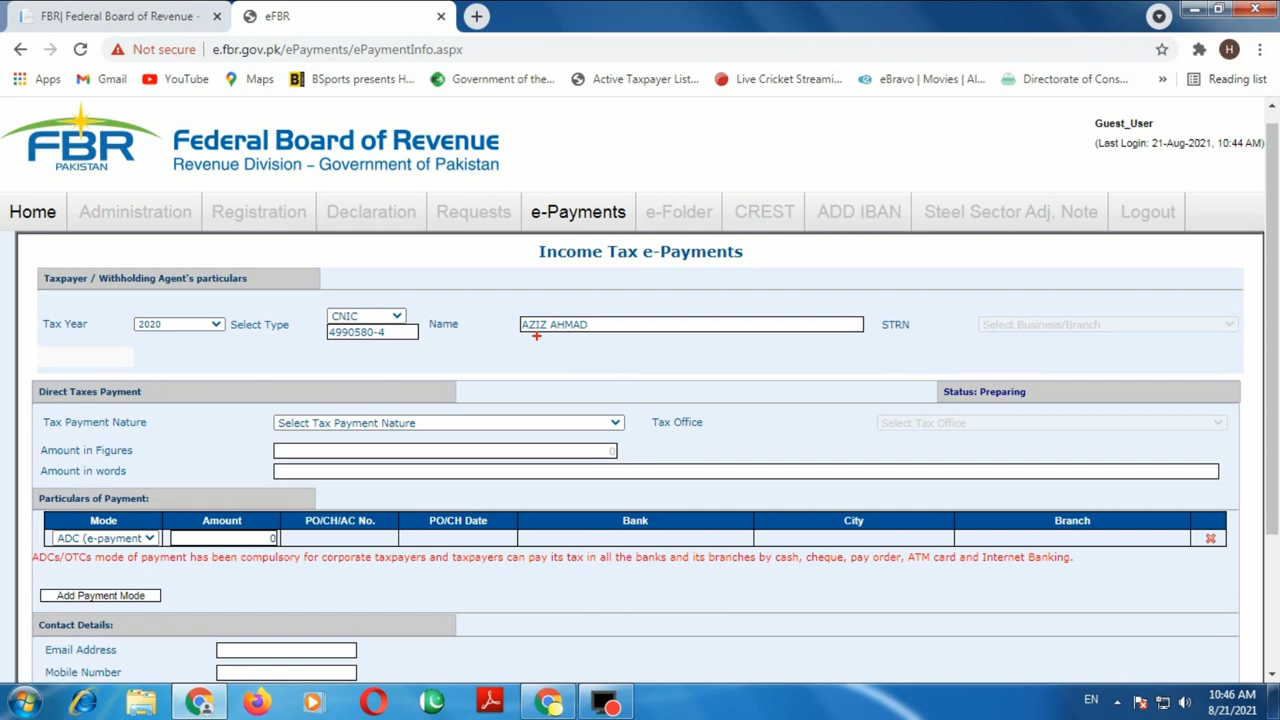 FBR| Federal Board of Revenue -
eFBR
Not secure e.fbr.gov.pk/ePayments/ePaymentInfo.aspx
H
Apps Gmail YouTube Maps BSports presents H... Government of the... Active Taxpayer List... Live Cricket Streami... eBravo | Movies | Al... Directorate of Cons... » Reading list
FBR
PAKISTAN
Federal Board of Revenue
Revenue Division – Government of Pakistan
Guest_User
(Last Login: 21-Aug-2021, 10:44 AM)
Home Administration Registration Declaration Requests e-Payments e-Folder CREST ADD IBAN Steel Sector Adj. Note Logout
Income Tax e-Payments
Taxpayer / Withholding Agent's particulars
Tax Year 2020 Select Type CNIC Name AZIZ AHMAD STRN Select Business/Branch
4990580-4
Direct Taxes Payment Status: Preparing
Tax Payment Nature Select Tax Payment Nature Tax Office Select Tax Office
Amount in Figures 0
Amount in words
Particulars of Payment:
Mode Amount PO/CH/AC No. PO/CH Date Bank City Branch
ADC (e-payment 0
ADCs/OTCs mode of payment has been compulsory for corporate taxpayers and taxpayers can pay its tax in all the banks and its branches by cash, cheque, pay order, ATM card and Internet Banking.
Add Payment Mode
Contact Details:
Email Address
Mobile Number
EN 10:46 AM
8/21/2021